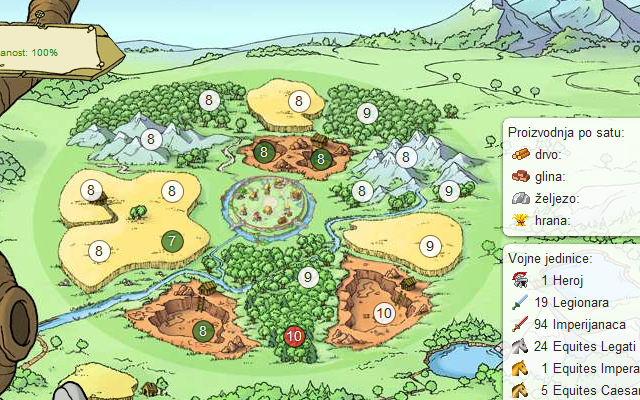 anost: 100%
8
8
9
8
8
8
8
8
8
8
9
7
8
9
9
8
10
10
Proizvodnja po satu:
drvo:
glina:
željezo:
hrana:
Vojne jedinice:
1 Heroj
19 Legionara
94 Imperijanaca
24 Equites Legati
1 Equites Impera
5 Equites Caesar